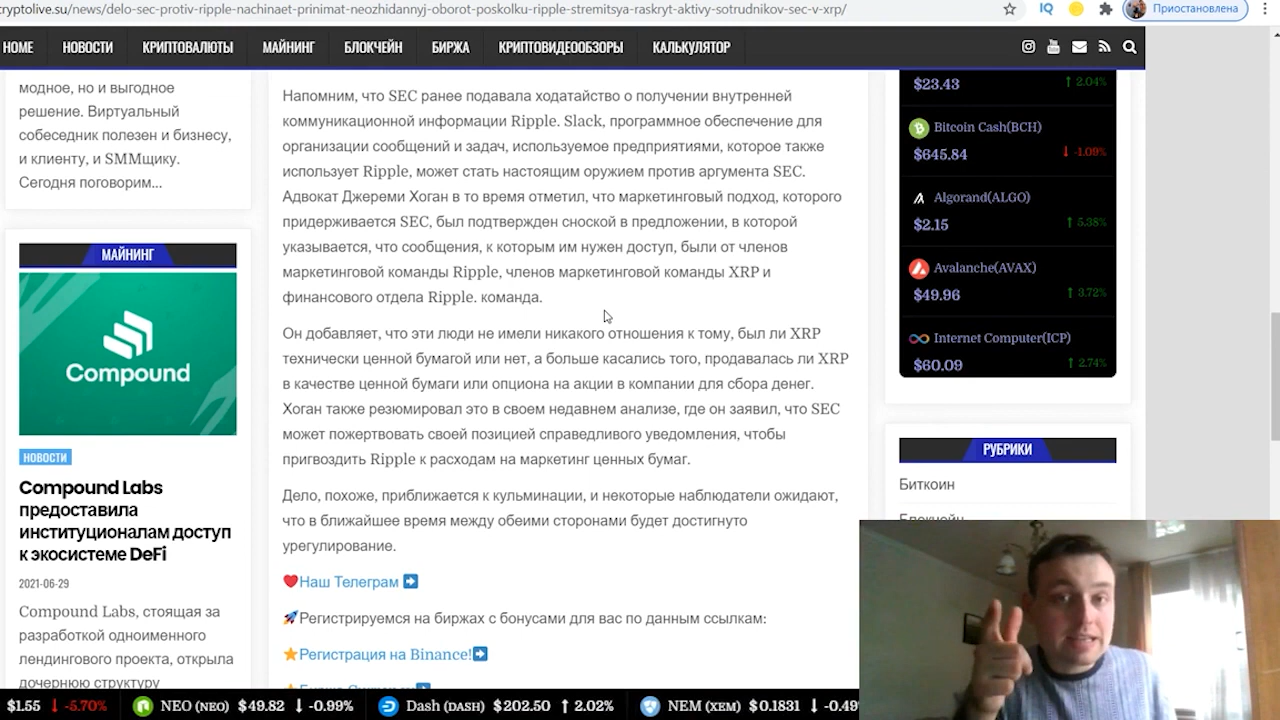 ryptolive.su/news/delo-sec-protiv-ripple-nachinaet-prinimat-neozhidannyj-oborot-poskolku-ripple-stremitsya-raskryt-aktivy-sotrudnikov-sec-v-xrp/
Приостановлена
HOME НОВОСТИ КРИПТОВАЛЮТЫ МАЙНИНГ БЛОКЧЕЙН БИРЖА КРИПТОВИДЕООБЗОРЫ КАЛЬКУЛЯТОР
модное, но и выгодное
решение. Виртуальный
собеседник полезен и бизнесу,
и клиенту, и SMMщику.
Сегодня поговорим...
МАЙНИНГ
Compound
НОВОСТИ
Compound Labs
предоставила
институционалам доступ
к экосистеме DeFi
2021-06-29
Compound Labs, стоящая за
разработкой одноименного
лендингового проекта, открыла
дочернюю структуру
Напомним, что SEC ранее подавала ходатайство о получении внутренней
коммуникационной информации Ripple. Slack, программное обеспечение для
организации сообщений и задач, используемое предприятиями, которое также
использует Ripple, может стать настоящим оружием против аргумента SEC.
Адвокат Джереми Хоган в то время отметил, что маркетинговый подход, которого
придерживается SEC, был подтвержден сноской в предложении, в которой
указывается, что сообщения, к которым им нужен доступ, были от членов
маркетинговой команды Ripple, членов маркетинговой команды XRP и
финансового отдела Ripple. команда.
Он добавляет, что эти люди не имели никакого отношения к тому, был ли XRP
технически ценной бумагой или нет, а больше касались того, продавалась ли XRP
в качестве ценной бумаги или опциона на акции в компании для сбора денег.
Хоган также резюмировал это в своем недавнем анализе, где он заявил, что SEC
может пожертвовать своей позицией справедливого уведомления, чтобы
пригвоздить Ripple к расходам на маркетинг ценных бумаг.
Дело, похоже, приближается к кульминации, и некоторые наблюдатели ожидают,
что в ближайшее время между обеими сторонами будет достигнуто
урегулирование.
Наш Телеграм
Регистрируемся на биржах с бонусами для вас по данным ссылкам:
Регистрация на Binance!
$23.43 2.04%
Bitcoin Cash(BCH)
$645.84 -1.09%
Algorand(ALGO)
$2.15 5.38%
Avalanche(AVAX)
$49.96 3.72%
Internet Computer(ICP)
$60.09 2.74%
РУБРИКИ
Биткоин
Блокчейн
$1.55 -5.70% NEO (NEO) $49.82 -0.99% Dash (DASH) $202.50 2.02% NEM (XEM) $0.1831 -0.49%